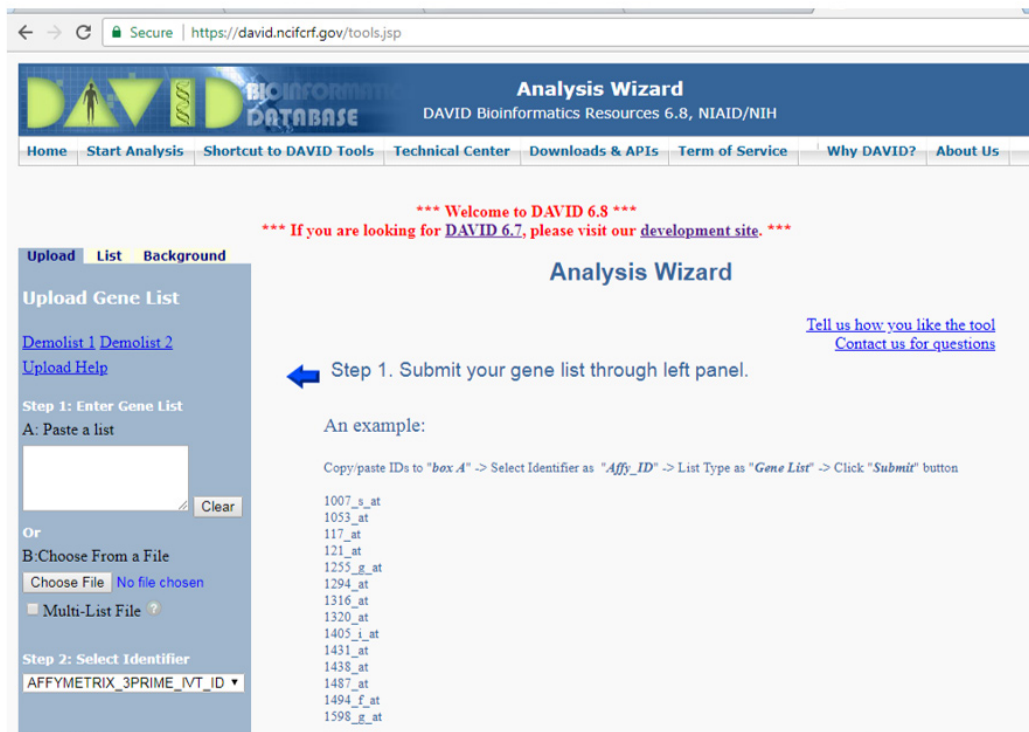 Secure | https://david.ncifcrf.gov/tools.jsp
DAVID BIOINFORMATICS DATABASE
Analysis Wizard
DAVID Bioinformatics Resources 6.8, NIAID/NIH
Home Start Analysis Shortcut to DAVID Tools Technical Center Downloads & APIs Term of Service Why DAVID? About Us
*** Welcome to DAVID 6.8 ***
*** If you are looking for DAVID 6.7, please visit our development site. ***
Upload List Background
Upload Gene List
Demolist 1 Demolist 2
Upload Help
Step 1: Enter Gene List
A: Paste a list
Clear
Or
B:Choose From a File
Choose File No file chosen
Multi-List File ?
Step 2: Select Identifier
AFFYMETRIX_3PRIME_IVT_ID
Analysis Wizard
Tell us how you like the tool
Contact us for questions
Step 1. Submit your gene list through left panel.
An example:
Copy/paste IDs to "box A" -> Select Identifier as "Affy_ID" -> List Type as "Gene List" -> Click "Submit" button
1007_s_at
1053_at
117_at
121_at
1255_g_at
1294_at
1316_at
1320_at
1405_i_at
1431_at
1438_at
1487_at
1494_f_at
1598_g_at